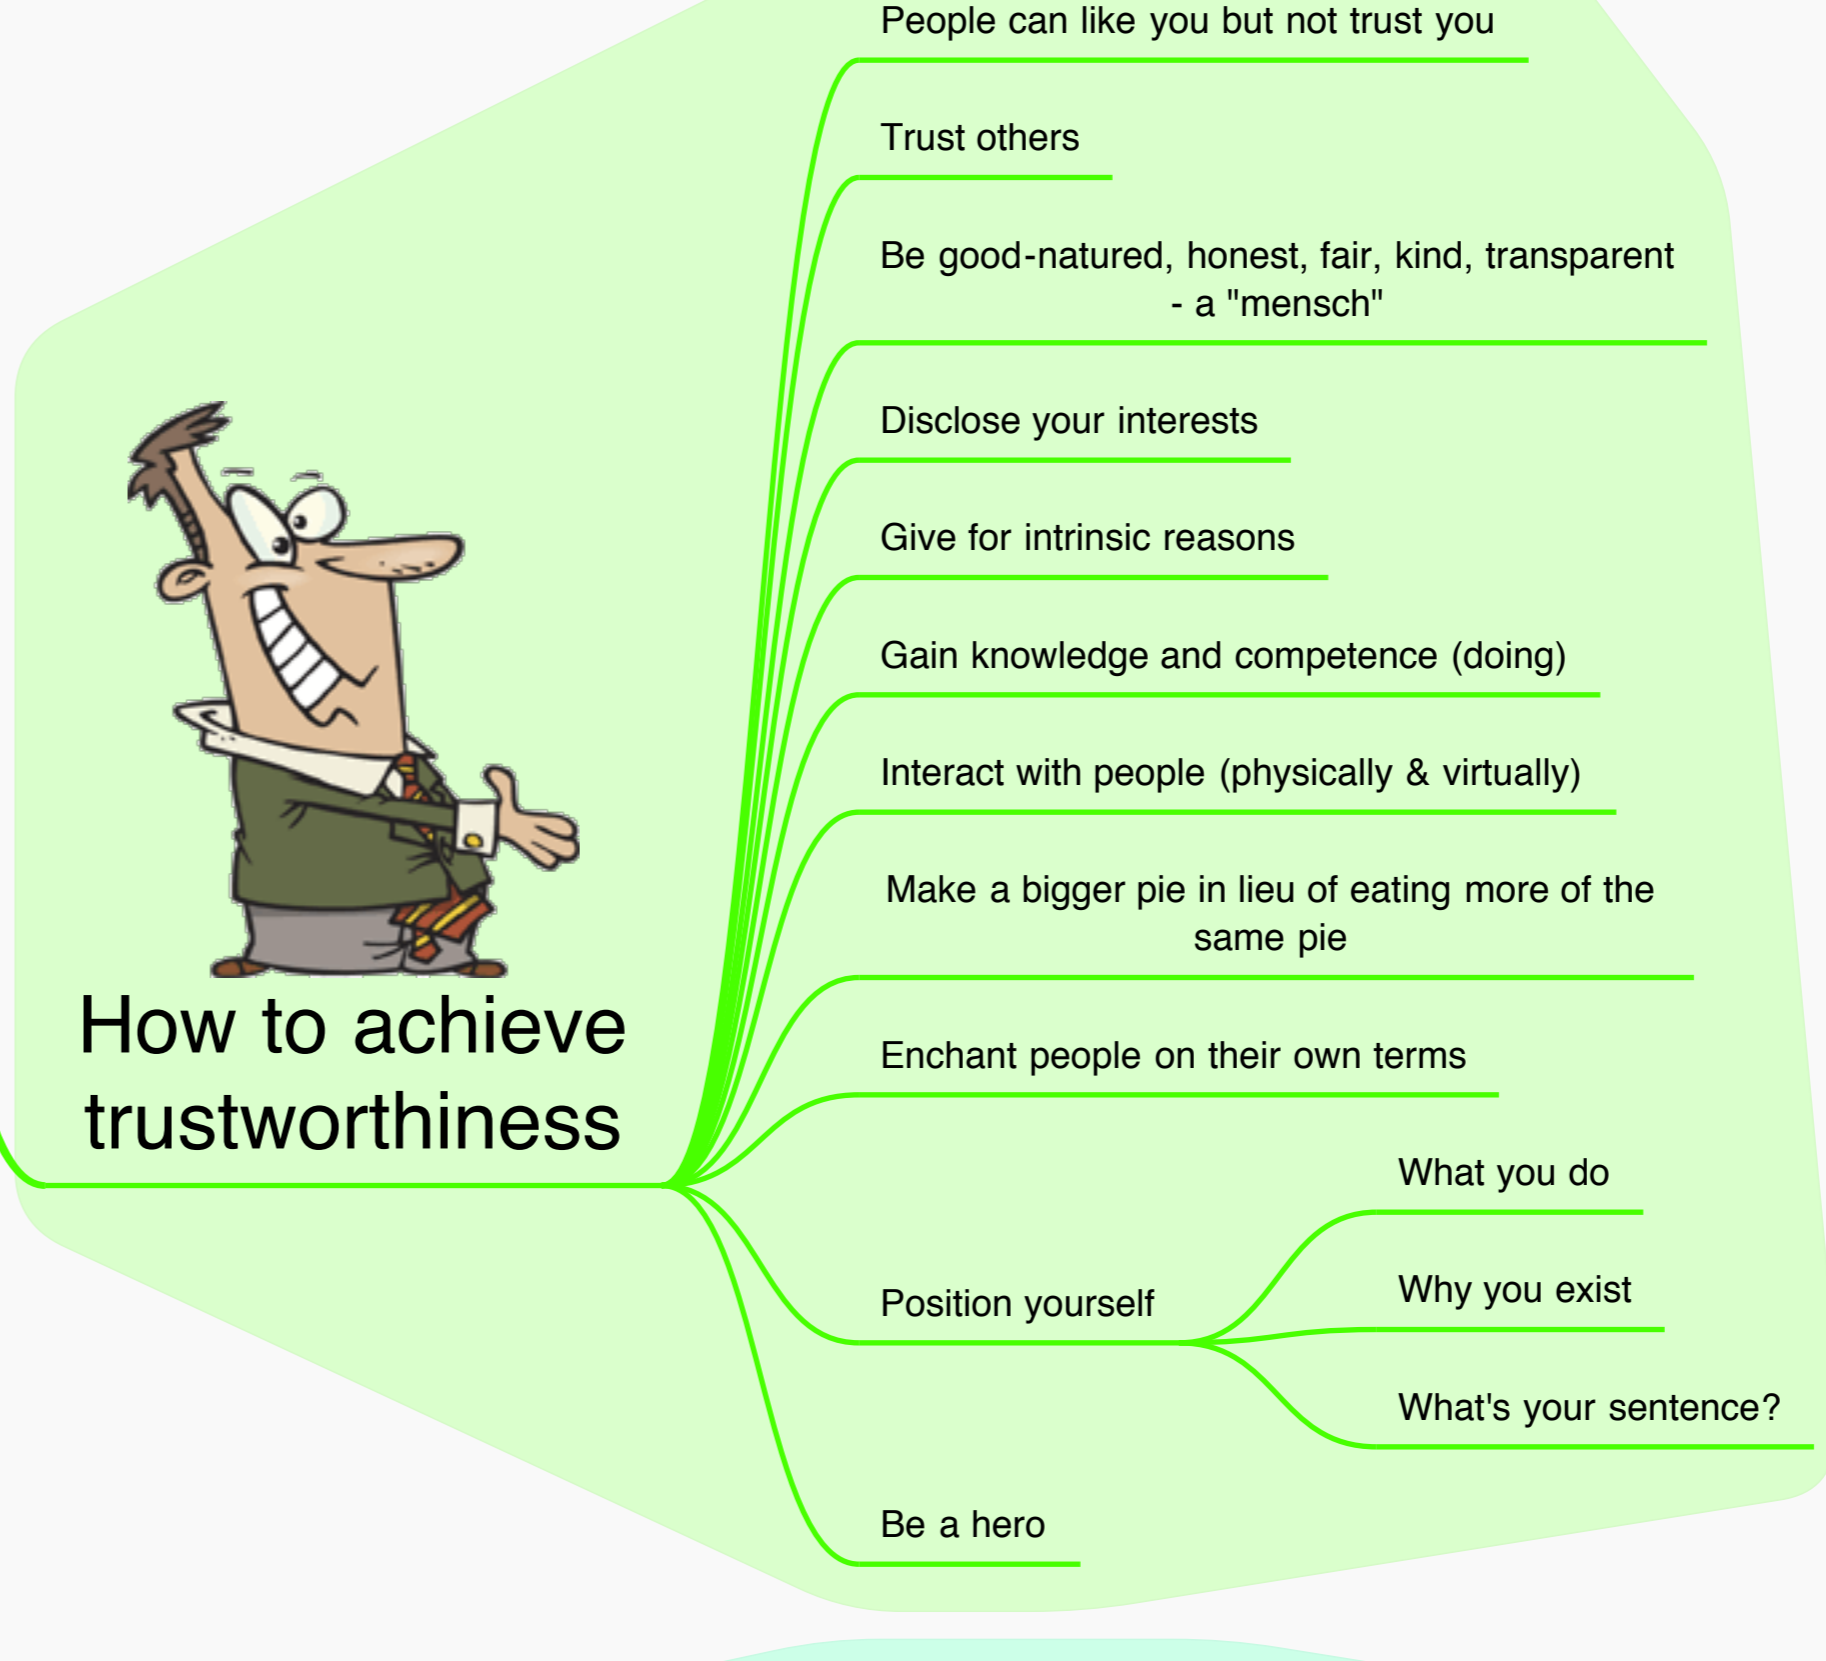 People can like you but not trust you
Trust others
Be good-natured, honest, fair, kind, transparent
- a "mensch"
Disclose your interests
Give for intrinsic reasons
Gain knowledge and competence (doing)
Interact with people (physically & virtually)
Make a bigger pie in lieu of eating more of the
same pie
How to achieve
trustworthiness
Enchant people on their own terms
What you do
Why you exist
Position yourself
What's your sentence?
Be a hero